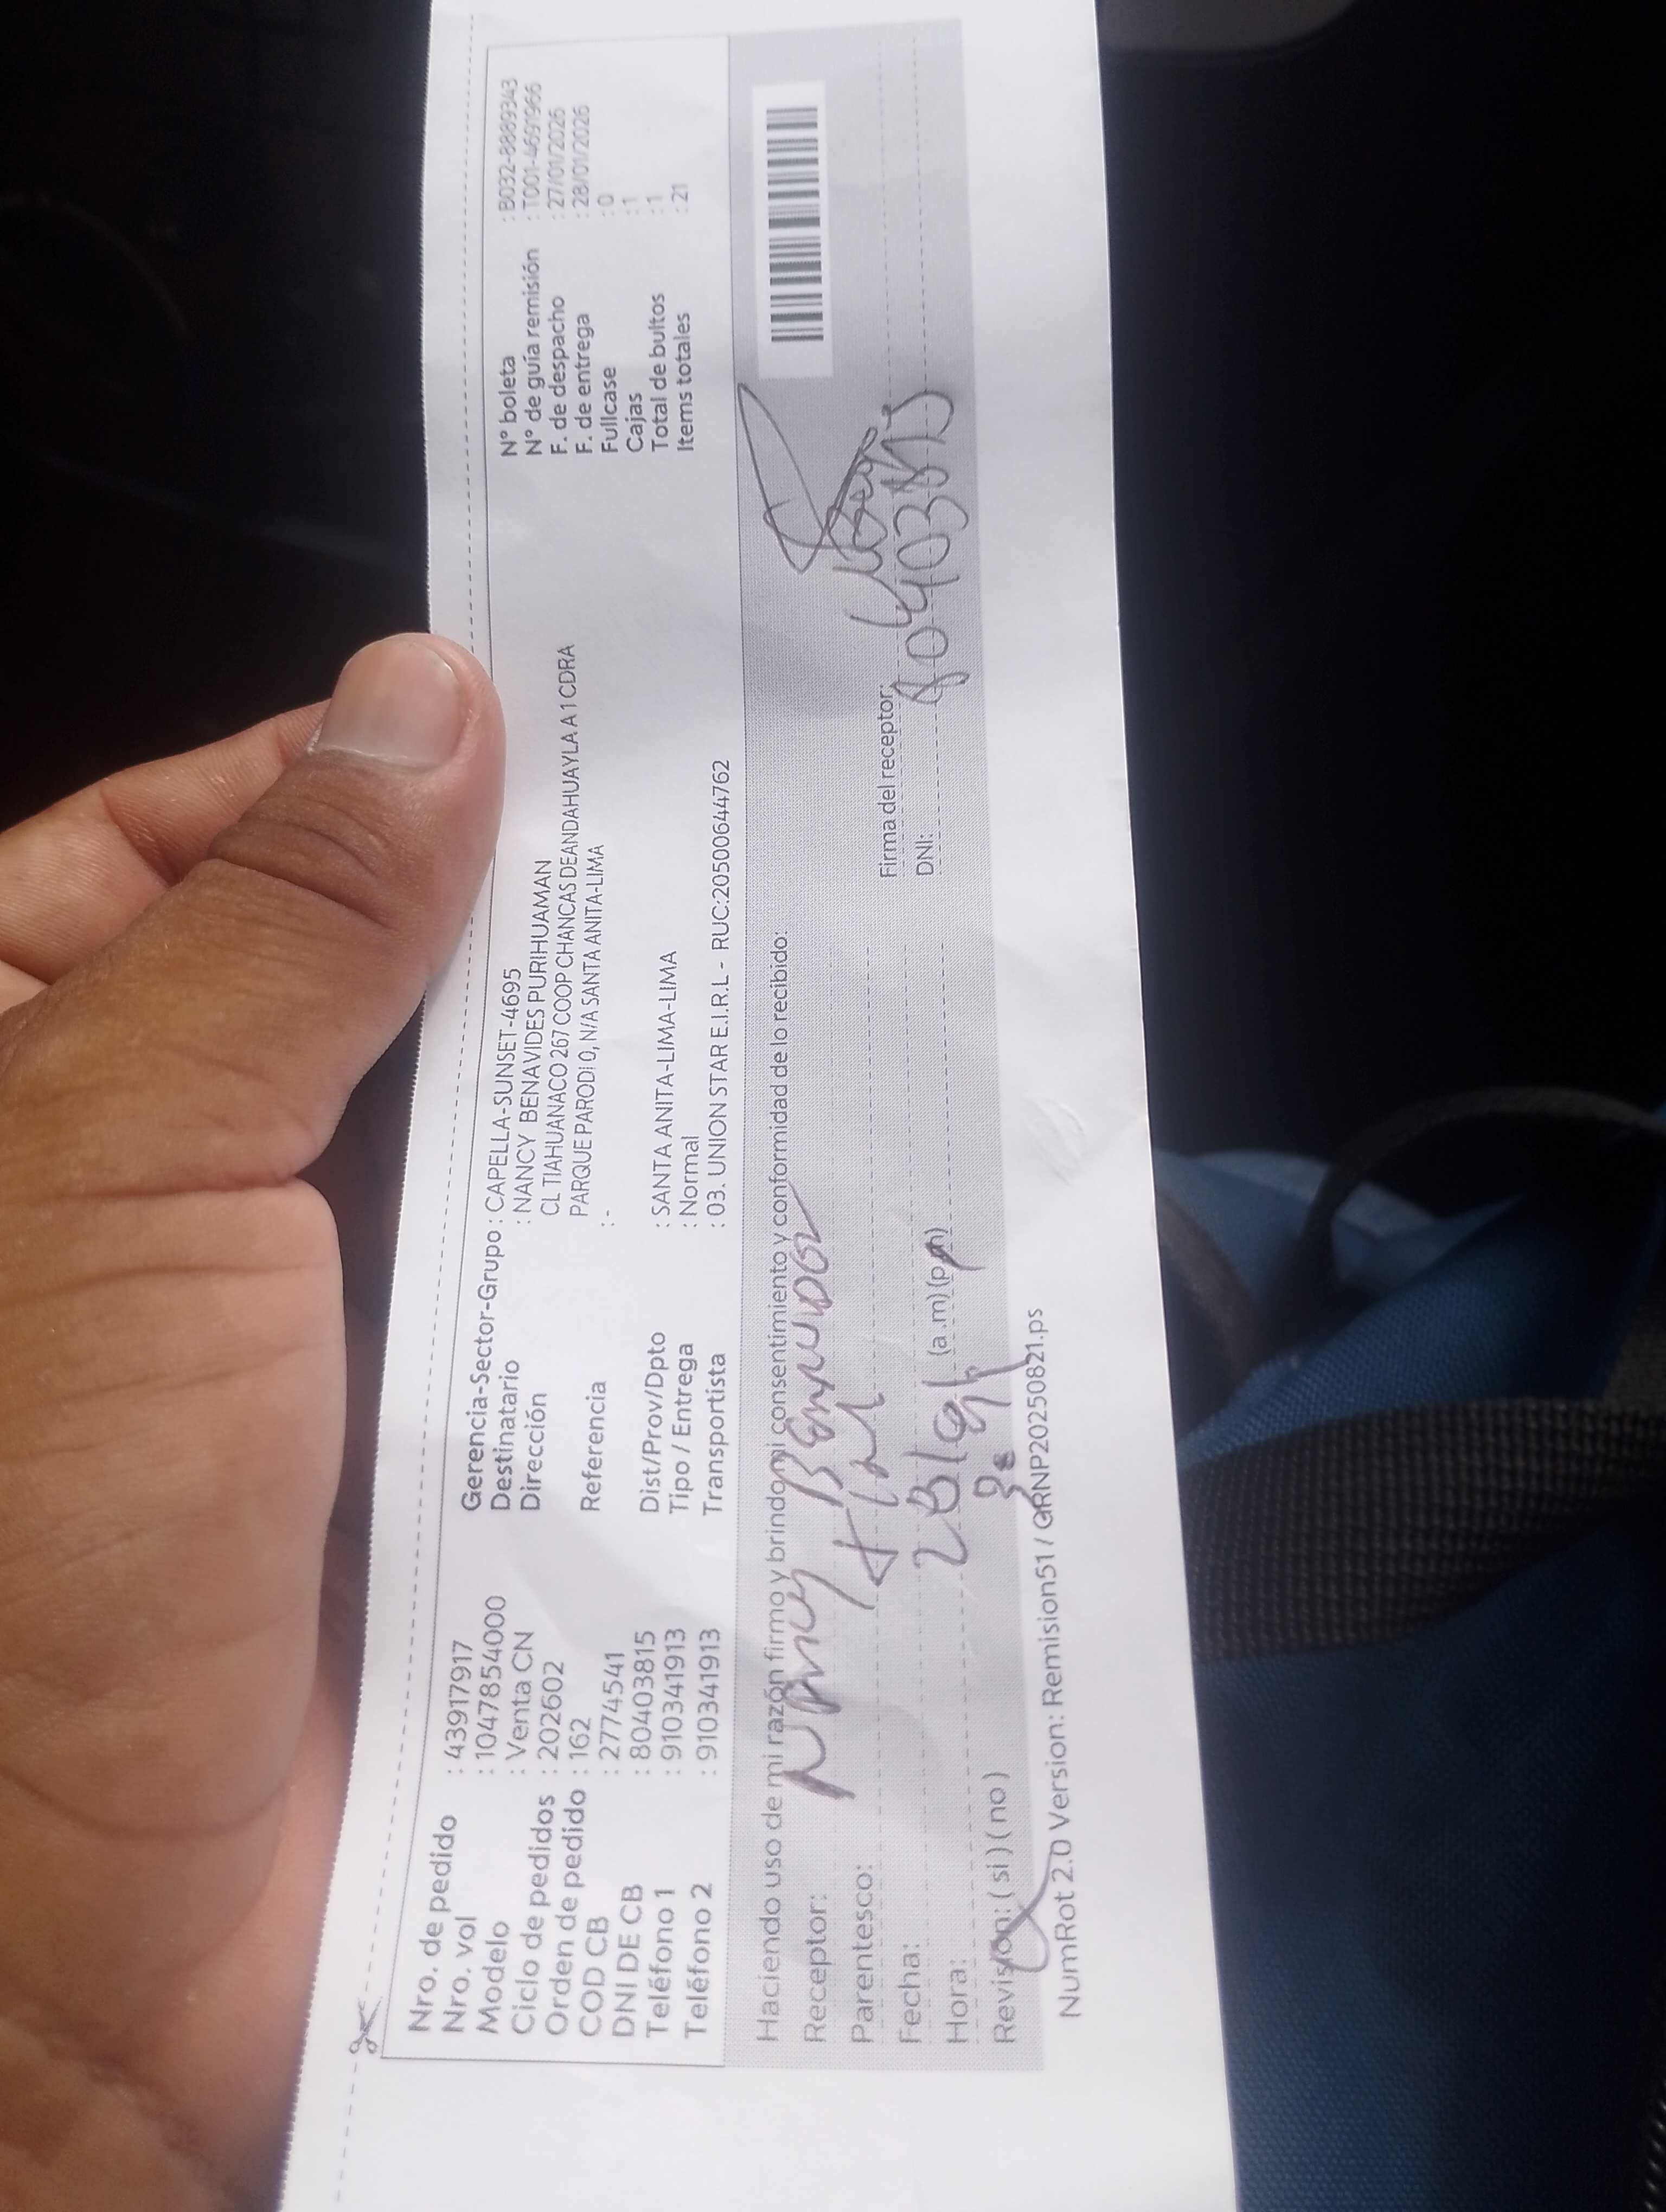 Nro. de pedido : 43917917
Nro. vol : 10478540​00
Modelo : Venta CN
Ciclo de pedidos : 202602
Orden de pedido : 162
COD CB : 2774541
DNI DE CB : 80403815
Teléfono 1 : 910341913
Teléfono 2 : 910341913
Gerencia-Sector-Grupo : CAPELLA-SUNSET-4695
Destinatario : NANCY BENAVIDES PURIHUAMAN
Dirección CL TIAHUANACO 267 COOP CHANCAS DEANDAHUAYLA A 1 CDRA
PARQUE PARODI 0, N/A SANTA ANITA-LIMA
Referencia : -
Dist/Prov/Dpto : SANTA ANITA-LIMA-LIMA
Tipo / Entrega : Normal
Transportista : 03. UNION STAR E.I.R.L - RUC:20500644762
N° boleta : B032-8889343
N° de guía remisión : T001-4691966
F. de despacho : 27/01/2026
F. de entrega : 28/01/2026
Fullcase : 0
Cajas : 1
Total de bultos : 1
Items totales : 21
Haciendo uso de mi razón firmo y brindo mi consentimiento y conformidad de lo recibido:
Receptor: Nancy Benavides
Parentesco:
Fecha:
Hora: (a.m) (pm)
Revisión: ( si ) ( no )
Firma del receptor:
DNI: 80403815
NumRot 2.0 Version: Remision51 / GRNP20250821.ps